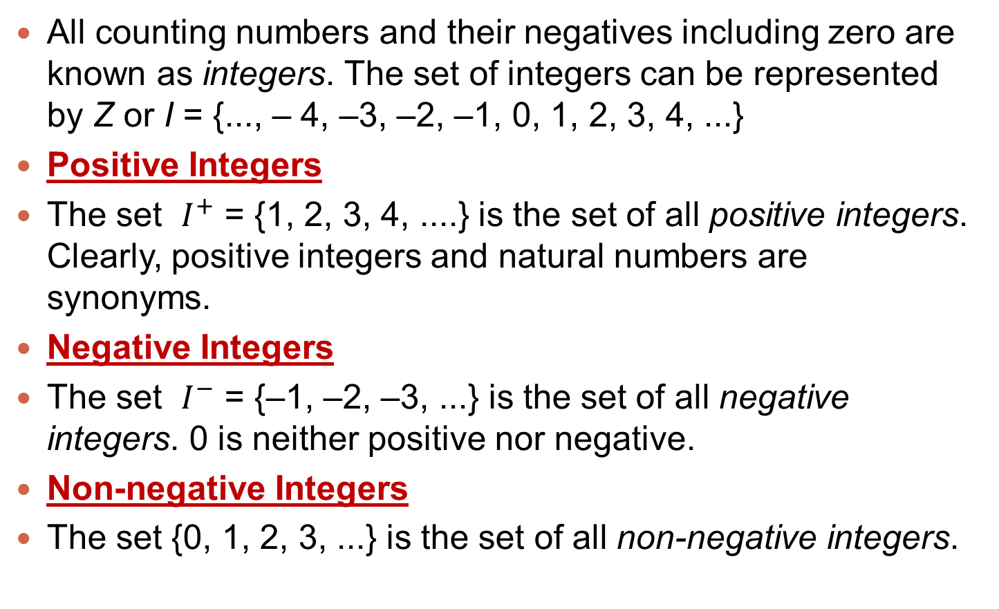 • All counting numbers and their negatives including zero are
known as integers. The set of integers can be represented
by Z or I = {..., – 4, –3, –2, –1, 0, 1, 2, 3, 4, ...}
• Positive Integers
• The set I⁺ = {1, 2, 3, 4, ....} is the set of all positive integers.
Clearly, positive integers and natural numbers are
synonyms.
• Negative Integers
• The set I⁻ = {–1, –2, –3, ...} is the set of all negative
integers. 0 is neither positive nor negative.
• Non-negative Integers
• The set {0, 1, 2, 3, ...} is the set of all non-negative integers.